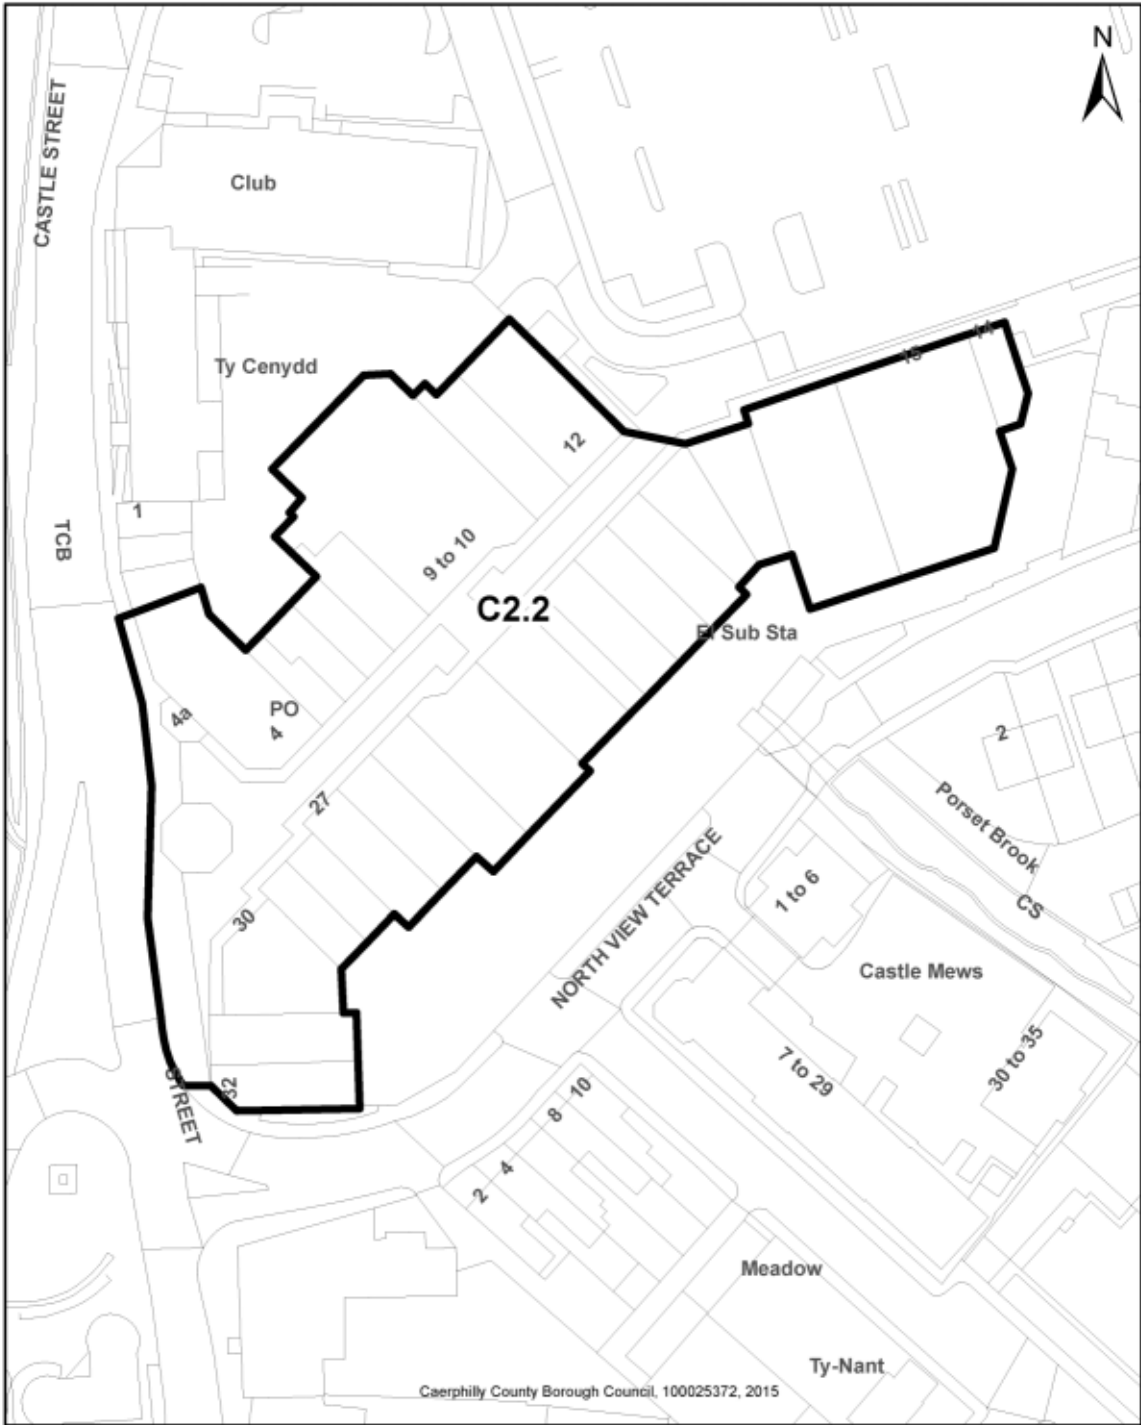 N
CASTLE STREET
Club
14
15
Ty Cenydd
12
1
TCB
9 to 10
C2.2
El Sub Sta
PO
4a
4
2
27
Porset Brook
NORTH VIEW TERRACE
1 to 6
CS
30
Castle Mews
7 to 29
30 to 35
32
STREET
10
8
4
2
Meadow
Ty-Nant
Caerphilly County Borough Council, 100025372, 2015